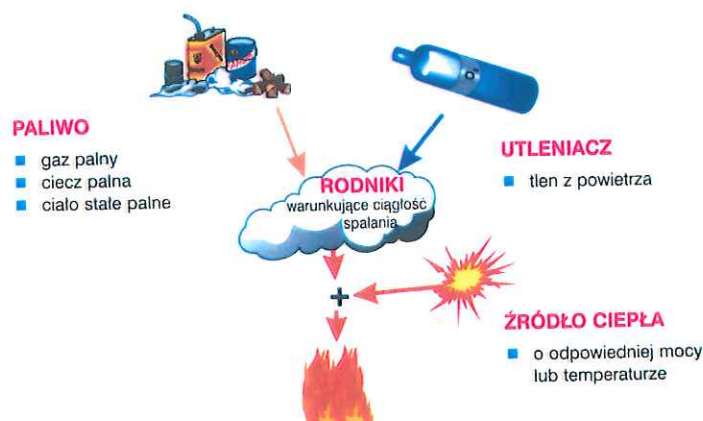 PALIWO
gaz palny
ciecz palna
ciało stałe palne
UTLENIACZ
tlen z powietrza
RODNIKI
warunkujące ciągłość
spalania
+
ŹRÓDŁO CIEPŁA
o odpowiedniej mocy
lub temperaturze